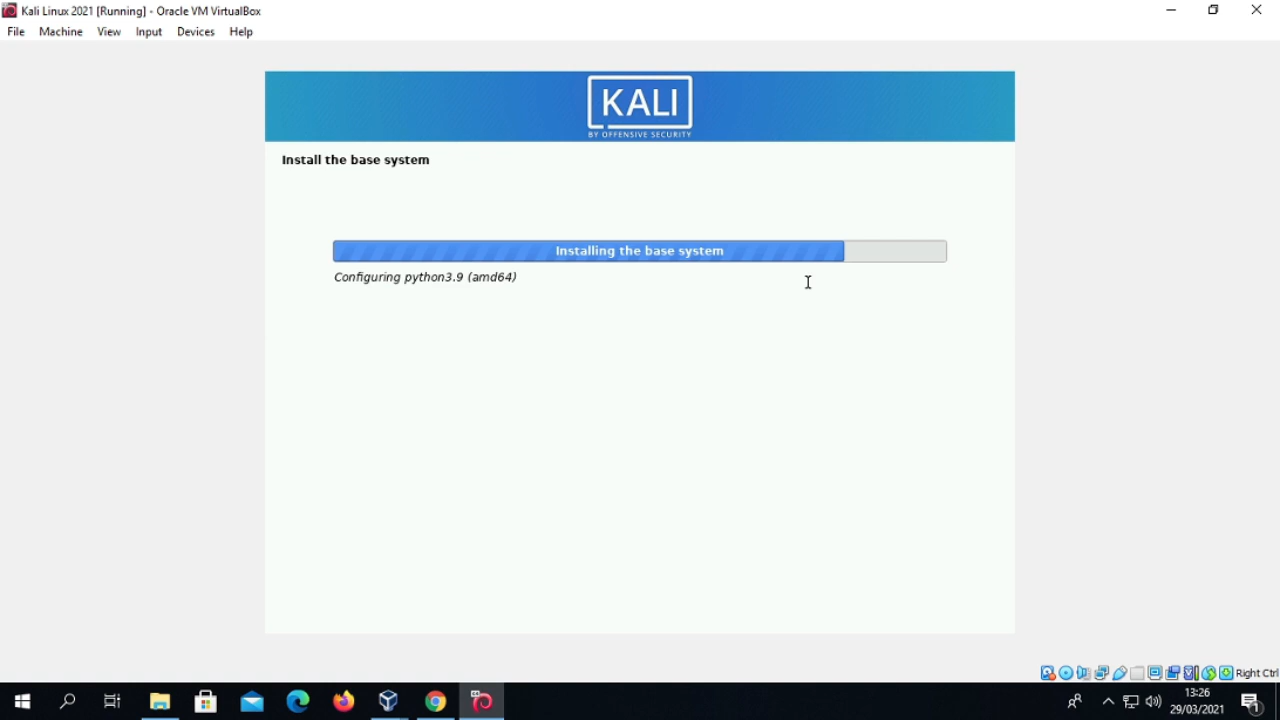 Kali Linux 2021 [Running] - Oracle VM VirtualBox
File Machine View Input Devices Help
KALI
BY OFFENSIVE SECURITY
Install the base system
Installing the base system
Configuring python3.9 (amd64)
Right Ctrl
13:26
29/03/2021
1